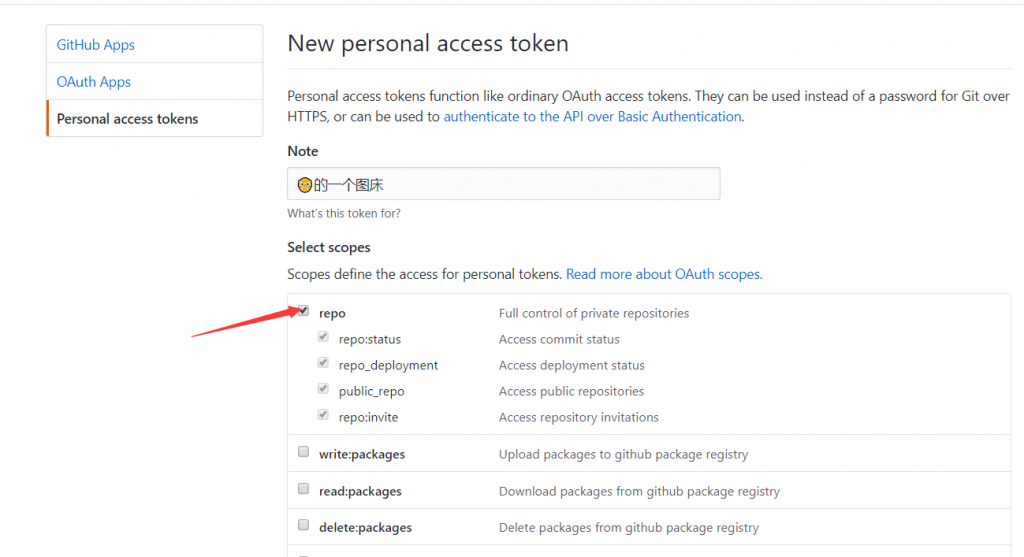 GitHub Apps
OAuth Apps
Personal access tokens
New personal access token
Personal access tokens function like ordinary OAuth access tokens. They can be used instead of a password for Git over
HTTPS, or can be used to authenticate to the API over Basic Authentication.
Note
的一个图床
What's this token for?
Select scopes
Scopes define the access for personal tokens. Read more about OAuth scopes.
repo Full control of private repositories
repo:status Access commit status
repo_deployment Access deployment status
public_repo Access public repositories
repo:invite Access repository invitations
write:packages Upload packages to github package registry
read:packages Download packages from github package registry
delete:packages Delete packages from github package registry